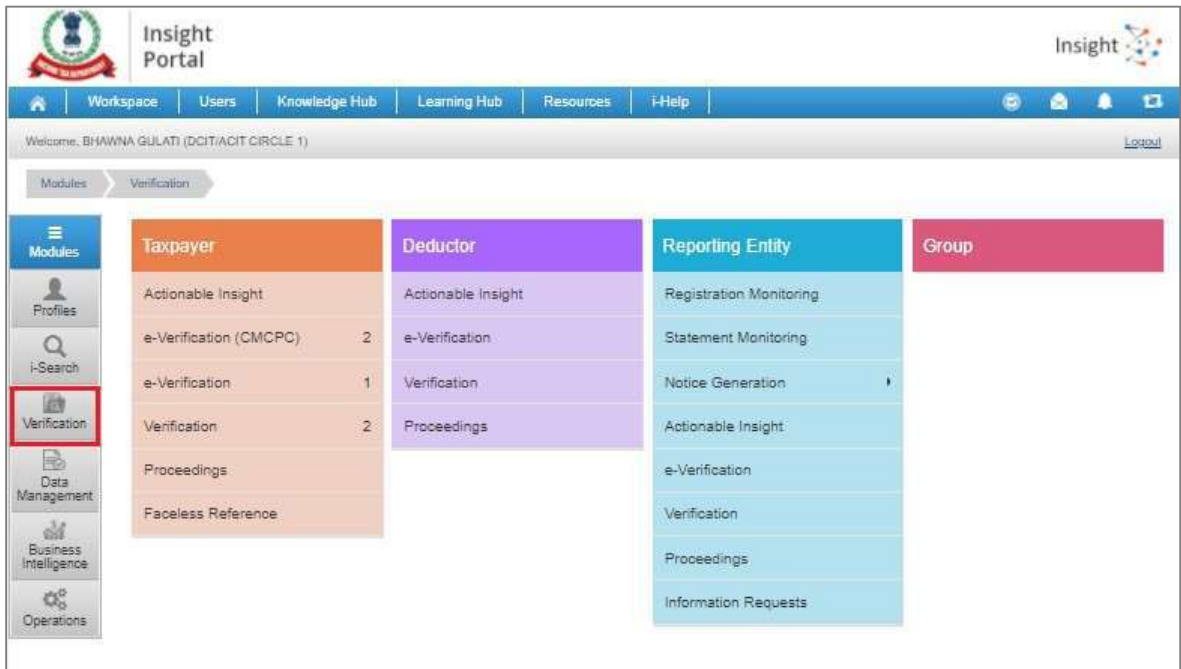 Insight
Portal
Insight
INCOME TAX DEPARTMENT
Workspace Users Knowledge Hub Learning Hub Resources i-Help
Welcome, BHAWNA GULATI (DCIT/ACIT CIRCLE 1) Logout
Modules Verification
Modules
Profiles
i-Search
Verification
Data
Management
Business
Intelligence
Operations
Taxpayer
Actionable Insight
e-Verification (CMCPC) 2
e-Verification 1
Verification 2
Proceedings
Faceless Reference
Deductor
Actionable Insight
e-Verification
Verification
Proceedings
Reporting Entity
Registration Monitoring
Statement Monitoring
Notice Generation
Actionable Insight
e-Verification
Verification
Proceedings
Information Requests
Group